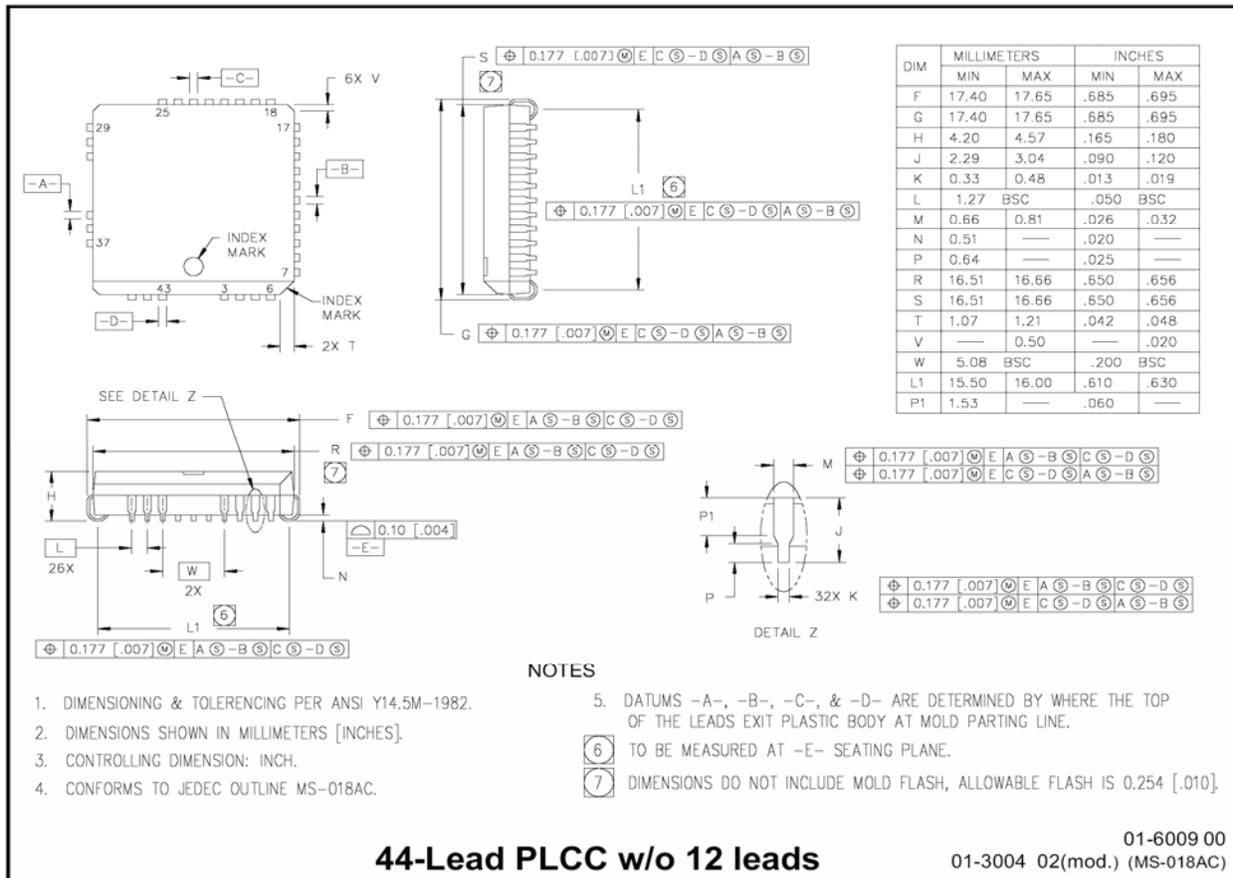 -C-
6X V
25 18
29 17
-B-
-A-
37
INDEX
MARK
7
43 3 6
INDEX
MARK
-D-
2X T
S ⌖ 0.177 [.007] Ⓜ E C Ⓢ -D Ⓢ A Ⓢ -B Ⓢ
7
L1 6
⌖ 0.177 [.007] Ⓜ E C Ⓢ -D Ⓢ A Ⓢ -B Ⓢ
G ⌖ 0.177 [.007] Ⓜ E C Ⓢ -D Ⓢ A Ⓢ -B Ⓢ
DIM MILLIMETERS INCHES
MIN MAX MIN MAX
F 17.40 17.65 .685 .695
G 17.40 17.65 .685 .695
H 4.20 4.57 .165 .180
J 2.29 3.04 .090 .120
K 0.33 0.48 .013 .019
L 1.27 BSC .050 BSC
M 0.66 0.81 .026 .032
N 0.51 — .020 —
P 0.64 — .025 —
R 16.51 16.66 .650 .656
S 16.51 16.66 .650 .656
T 1.07 1.21 .042 .048
V — 0.50 — .020
W 5.08 BSC .200 BSC
L1 15.50 16.00 .610 .630
P1 1.53 — .060 —
SEE DETAIL Z
F ⌖ 0.177 [.007] Ⓜ E A Ⓢ -B Ⓢ C Ⓢ -D Ⓢ
R ⌖ 0.177 [.007] Ⓜ E A Ⓢ -B Ⓢ C Ⓢ -D Ⓢ
7
H
⌓ 0.10 [.004]
-E-
L
26X
W
2X
N
6
L1
⌖ 0.177 [.007] Ⓜ E A Ⓢ -B Ⓢ C Ⓢ -D Ⓢ
M ⌖ 0.177 [.007] Ⓜ E A Ⓢ -B Ⓢ C Ⓢ -D Ⓢ
⌖ 0.177 [.007] Ⓜ E C Ⓢ -D Ⓢ A Ⓢ -B Ⓢ
P1
J
P
32X K
⌖ 0.177 [.007] Ⓜ E A Ⓢ -B Ⓢ C Ⓢ -D Ⓢ
⌖ 0.177 [.007] Ⓜ E C Ⓢ -D Ⓢ A Ⓢ -B Ⓢ
DETAIL Z
NOTES
1. DIMENSIONING & TOLERENCING PER ANSI Y14.5M-1982.
2. DIMENSIONS SHOWN IN MILLIMETERS [INCHES].
3. CONTROLLING DIMENSION: INCH.
4. CONFORMS TO JEDEC OUTLINE MS-018AC.
5. DATUMS -A-, -B-, -C-, & -D- ARE DETERMINED BY WHERE THE TOP
OF THE LEADS EXIT PLASTIC BODY AT MOLD PARTING LINE.
6 TO BE MEASURED AT -E- SEATING PLANE.
7 DIMENSIONS DO NOT INCLUDE MOLD FLASH, ALLOWABLE FLASH IS 0.254 [.010].
44-Lead PLCC w/o 12 leads
01-6009 00
01-3004 02(mod.) (MS-018AC)